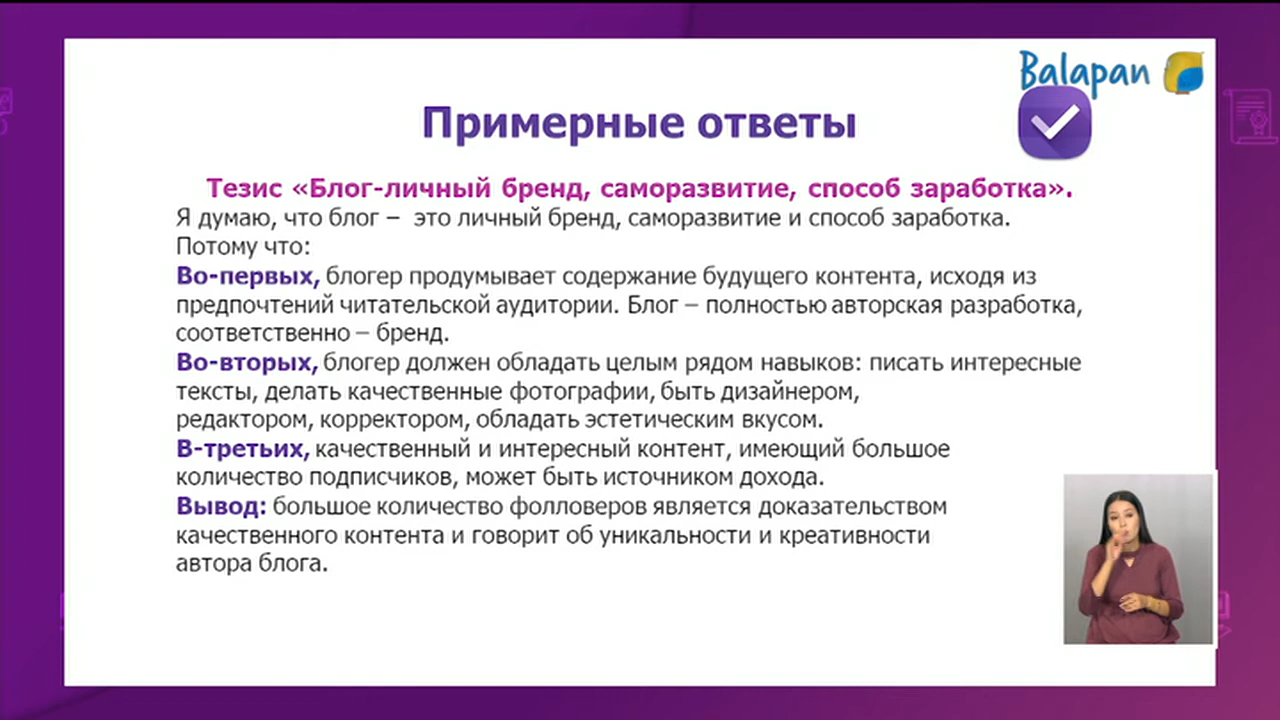 Balapan
Примерные ответы
Тезис «Блог-личный бренд, саморазвитие, способ заработка».
Я думаю, что блог – это личный бренд, саморазвитие и способ заработка.
Потому что:
Во-первых, блогер продумывает содержание будущего контента, исходя из
предпочтений читательской аудитории. Блог – полностью авторская разработка,
соответственно – бренд.
Во-вторых, блогер должен обладать целым рядом навыков: писать интересные
тексты, делать качественные фотографии, быть дизайнером,
редактором, корректором, обладать эстетическим вкусом.
В-третьих, качественный и интересный контент, имеющий большое
количество подписчиков, может быть источником дохода.
Вывод: большое количество фолловеров является доказательством
качественного контента и говорит об уникальности и креативности
автора блога.